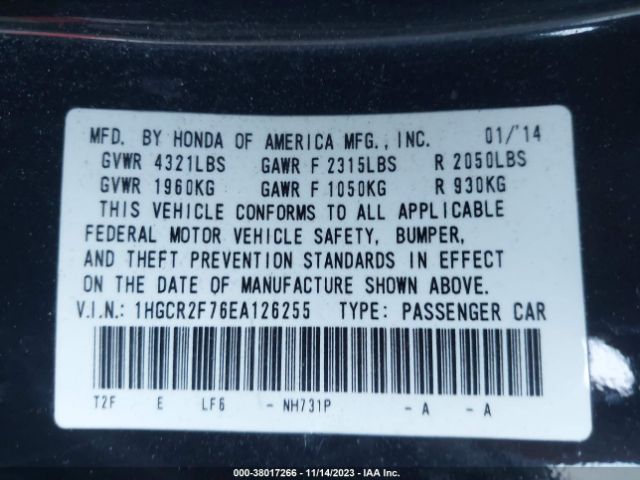 MFD. BY HONDA OF AMERICA MFG., INC. 01/'14
GVWR 4321LBS GAWR F 2315LBS R 2050LBS
GVWR 1960KG GAWR F 1050KG R 930KG
THIS VEHICLE CONFORMS TO ALL APPLICABLE
FEDERAL MOTOR VEHICLE SAFETY, BUMPER,
AND THEFT PREVENTION STANDARDS IN EFFECT
ON THE DATE OF MANUFACTURE SHOWN ABOVE.
V.I.N.: 1HGCR2F76EA126255 TYPE: PASSENGER CAR
T2F E LF6 - NH731P - A - A
000-38017266 - 11/14/2023 - IAA Inc.